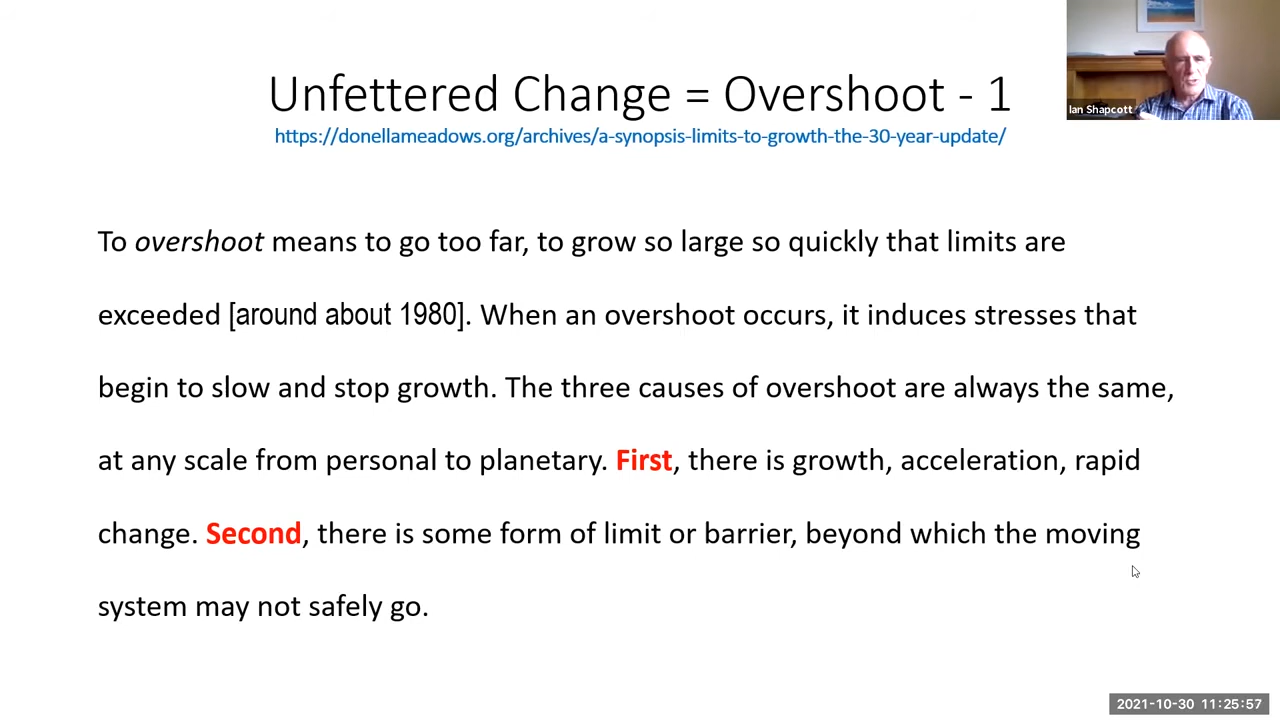 Unfettered Change = Overshoot - 1
https://donellameadows.org/archives/a-synopsis-limits-to-growth-the-30-year-update/
Ian Shapcott
To overshoot means to go too far, to grow so large so quickly that limits are
exceeded [around about 1980]. When an overshoot occurs, it induces stresses that
begin to slow and stop growth. The three causes of overshoot are always the same,
at any scale from personal to planetary. First, there is growth, acceleration, rapid
change. Second, there is some form of limit or barrier, beyond which the moving
system may not safely go.
2021-10-30 11:25:57